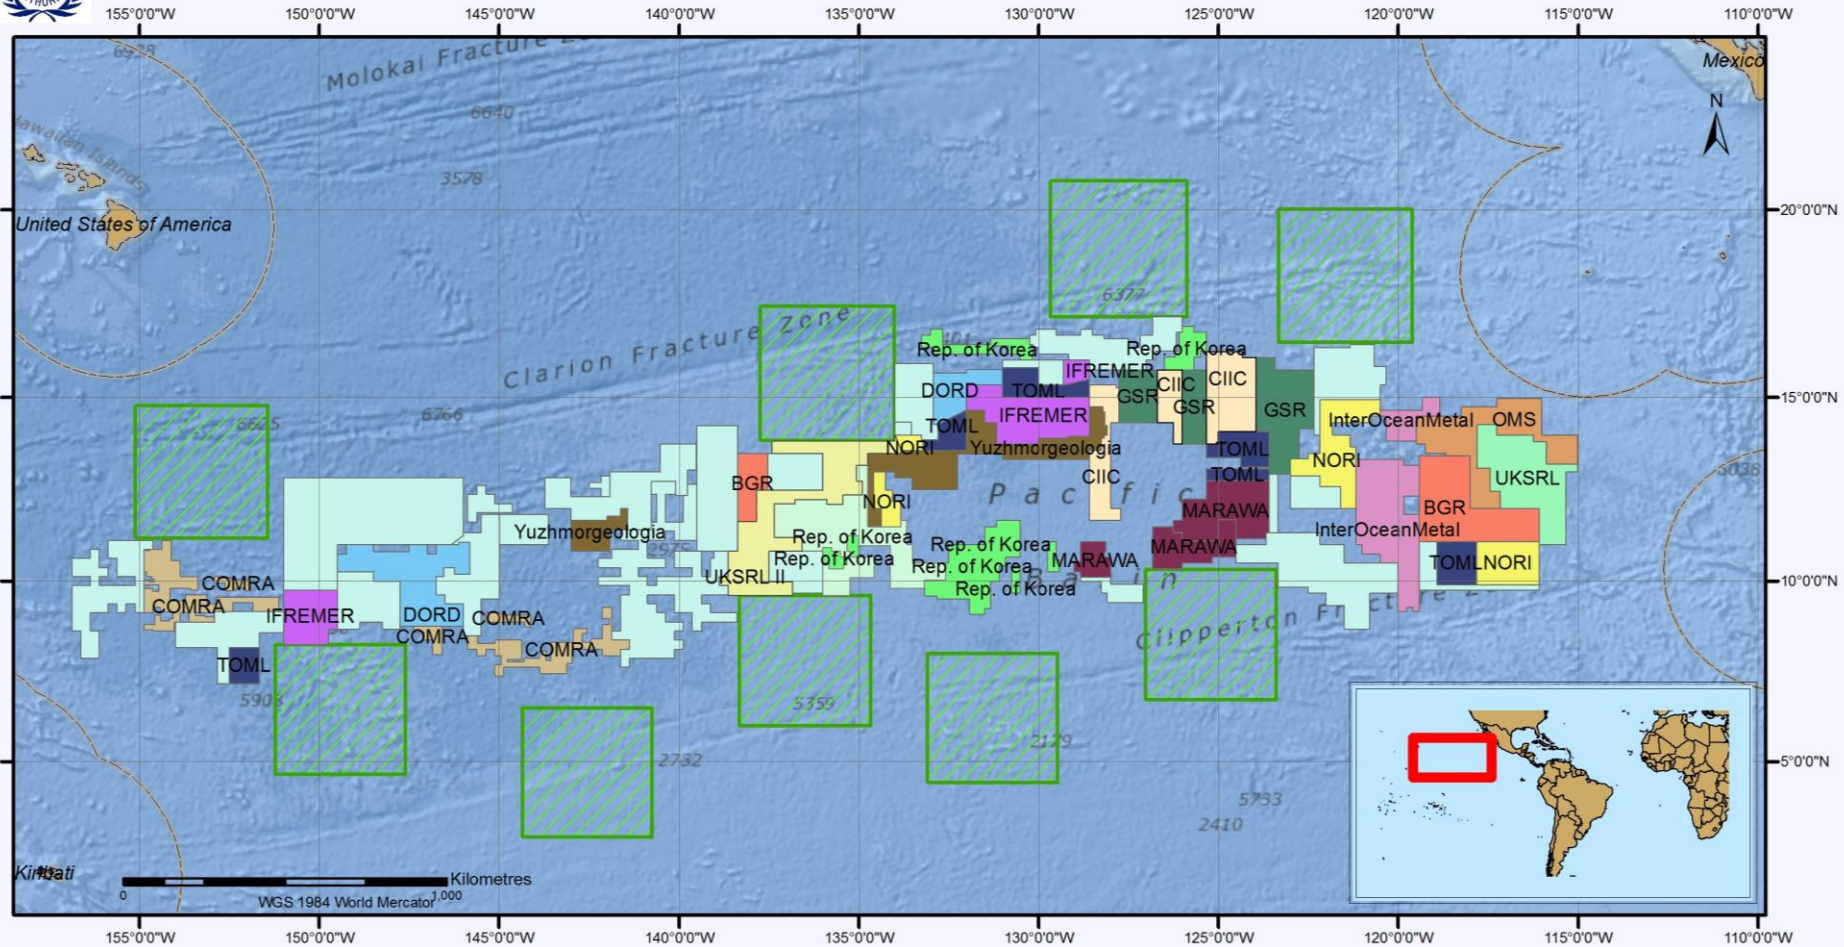 155°0'0"W 150°0'0"W 145°0'0"W 140°0'0"W 135°0'0"W 130°0'0"W 125°0'0"W 120°0'0"W 115°0'0"W 110°0'0"W
Molokai Fracture
Mexico
N
6640
Hawaiian Islands
3578
United States of America
20°0'0"N
6377
Clarion Fracture Zone
Rep. of Korea
Rep. of Korea
IFREMER
DORD
TOML
CIIC
CIIC
GSR
GSR
GSR
15°0'0"N
6766
6625
IFREMER
InterOceanMetal
OMS
TOML
NORI
Yuzhmorgeologia
TOML
NORI
6038
BGR
CIIC
TOML
UKSRL
Pacific
NORI
BGR
MARAWA
Yuzhmorgeologia
InterOceanMetal
Rep. of Korea
Rep. of Korea
MARAWA
Rep. of Korea
Rep. of Korea
MARAWA
TOML
NORI
UKSRL II
Basin
10°0'0"N
COMRA
Rep. of Korea
COMRA
IFREMER
DORD
COMRA
COMRA
COMRA
Clipperton
TOML
5359
2732
5°0'0"N
5733
2410
Kiribati
Kilometres
0
1,000
WGS 1984 World Mercator
155°0'0"W 150°0'0"W 145°0'0"W 140°0'0"W 135°0'0"W 130°0'0"W 125°0'0"W 120°0'0"W 115°0'0"W 110°0'0"W